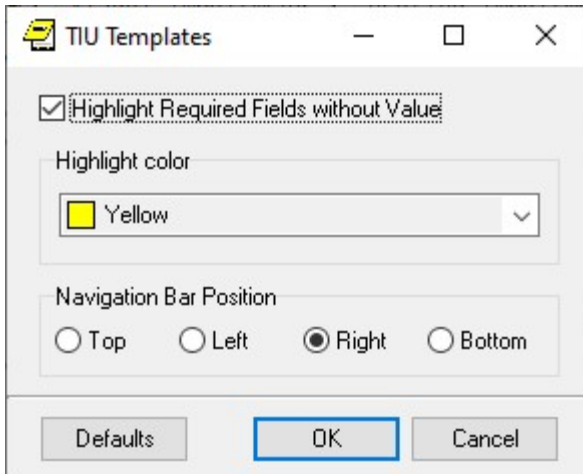 TIU Templates
Highlight Required Fields without Value
Highlight color
Yellow
Navigation Bar Position
Top Left Right Bottom
Defaults OK Cancel